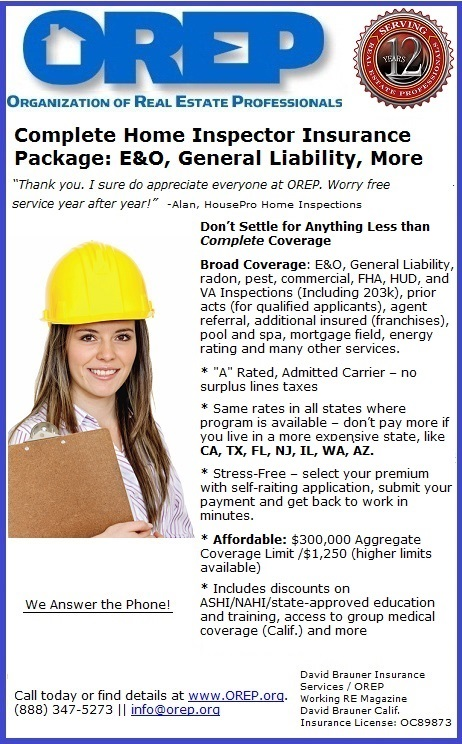 OREP
ORGANIZATION OF REAL ESTATE PROFESSIONALS
SERVING
12
YEARS
REAL ESTATE PROFESSIONALS
Complete Home Inspector Insurance
Package: E&O, General Liability, More
“Thank you. I sure do appreciate everyone at OREP. Worry free
service year after year!” -Alan, HousePro Home Inspections
Don’t Settle for Anything Less than
Complete Coverage
Broad Coverage: E&O, General Liability,
radon, pest, commercial, FHA, HUD, and
VA Inspections (Including 203k), prior
acts (for qualified applicants), agent
referral, additional insured (franchises),
pool and spa, mortgage field, energy
rating and many other services.
* "A" Rated, Admitted Carrier – no
surplus lines taxes
* Same rates in all states where
program is available – don’t pay more if
you live in a more expensive state, like
CA, TX, FL, NJ, IL, WA, AZ.
* Stress-Free – select your premium
with self-raiting application, submit your
payment and get back to work in
minutes.
* Affordable: $300,000 Aggregate
Coverage Limit /$1,250 (higher limits
available)
* Includes discounts on
ASHI/NAHI/state-approved education
and training, access to group medical
coverage (Calif.) and more
We Answer the Phone!
Call today or find details at www.OREP.org.
(888) 347-5273 || info@orep.org
David Brauner Insurance
Services / OREP
Working RE Magazine
David Brauner Calif.
Insurance License: OC89873